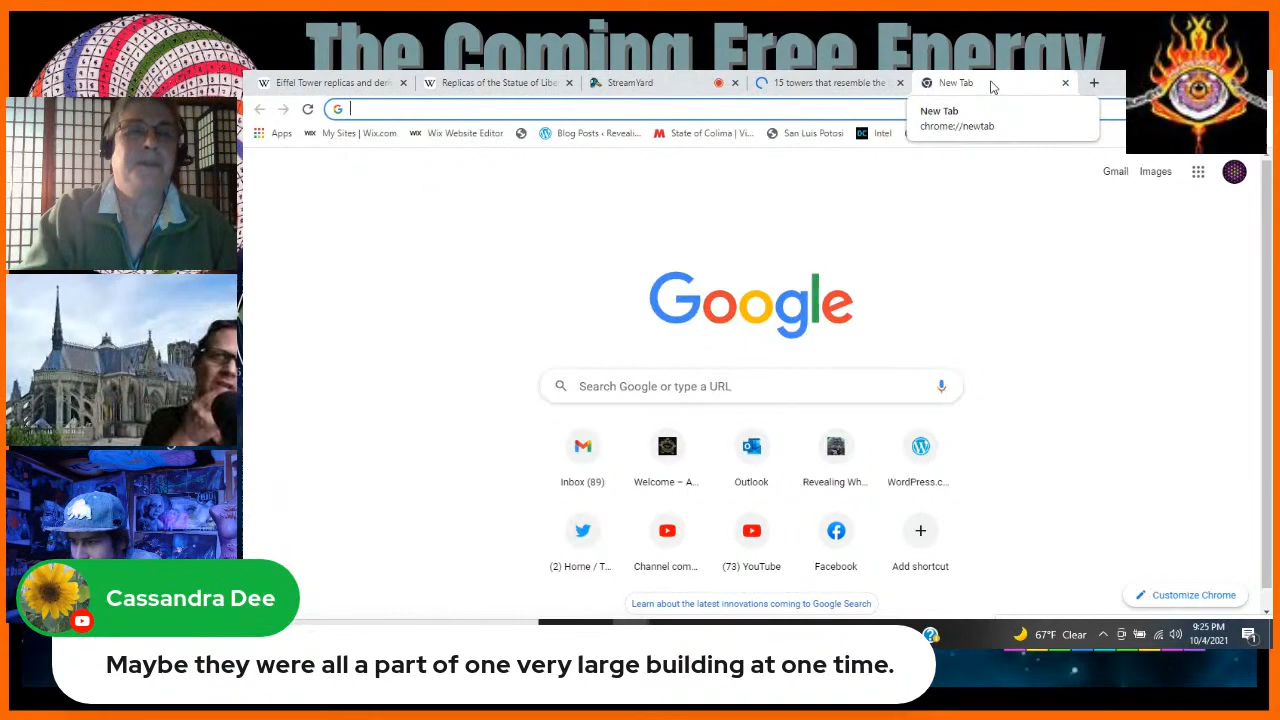 The Coming Free Energy
Eiffel Tower replicas and deri
Replicas of the Statue of Libe
StreamYard
15 towers that resemble the
New Tab
New Tab
chrome://newtab
Apps
My Sites | Wix.com
Wix Website Editor
Blog Posts ‹ Reveali...
State of Colima | Vi...
San Luis Potosi
Intel
Gmail
Images
Google
Search Google or type a URL
Inbox (89)
Welcome – A...
Outlook
Revealing Wh...
WordPress.c...
(2) Home / T...
Channel com...
(73) YouTube
Facebook
Add shortcut
Learn about the latest innovations coming to Google Search
Customize Chrome
67°F Clear
9:25 PM
10/4/2021
Cassandra Dee
Maybe they were all a part of one very large building at one time.